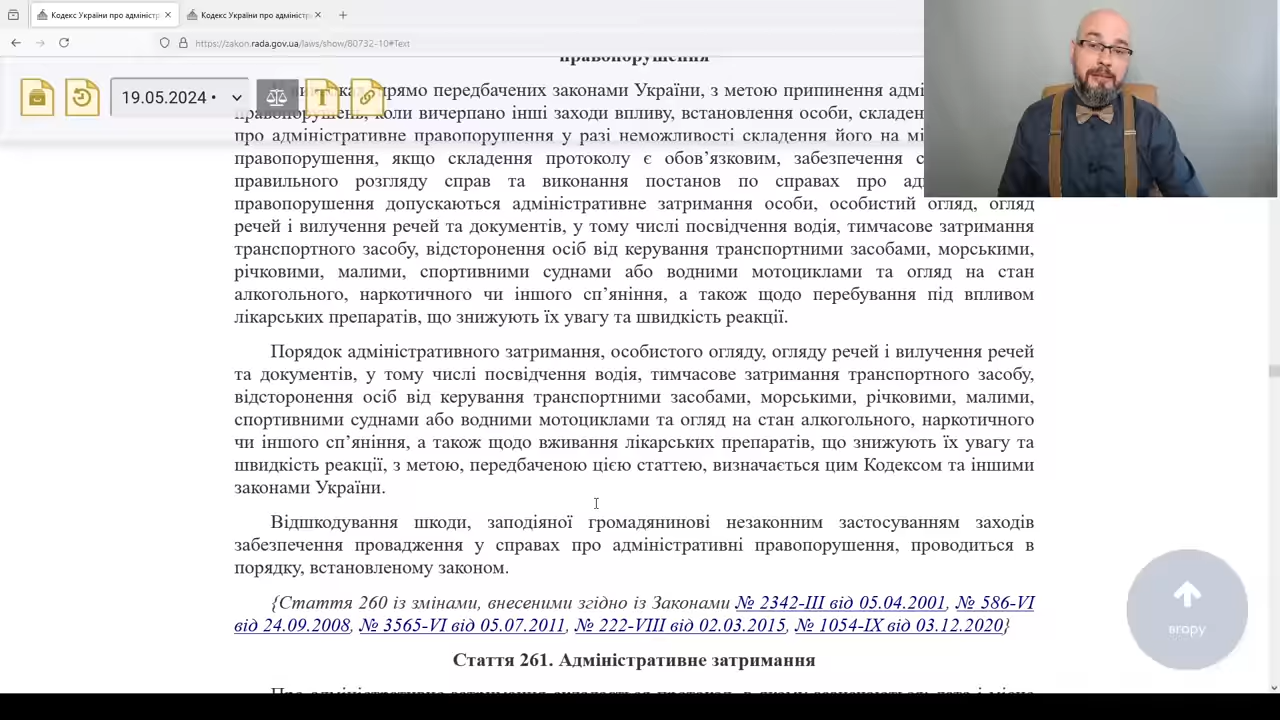 Кодекс України про адмініст
Кодекс України про адмініст
https://zakon.rada.gov.ua/laws/show/80732-10#Text
правопорушення
19.05.2024 •
T
прямо передбачених законами України, з метою припинення
правопорушень, коли вичерпано інші заходи впливу, встановлення особи,
про адміністративне правопорушення у разі неможливості складення його на
правопорушення, якщо складення протоколу є обов’язковим, забезпечення
правильного розгляду справ та виконання постанов по справах про
правопорушення допускаються адміністративне затримання особи, особистий огляд, огляд
речей і вилучення речей та документів, у тому числі посвідчення водія, тимчасове затримання
транспортного засобу, відсторонення осіб від керування транспортними засобами, морськими,
річковими, малими, спортивними суднами або водними мотоциклами та огляд на стан
алкогольного, наркотичного чи іншого сп’яніння, а також щодо перебування під впливом
лікарських препаратів, що знижують їх увагу та швидкість реакції.
Порядок адміністративного затримання, особистого огляду, огляду речей і вилучення речей
та документів, у тому числі посвідчення водія, тимчасове затримання транспортного засобу,
відсторонення осіб від керування транспортними засобами, морськими, річковими, малими,
спортивними суднами або водними мотоциклами та огляд на стан алкогольного, наркотичного
чи іншого сп’яніння, а також щодо вживання лікарських препаратів, що знижують їх увагу та
швидкість реакції, з метою, передбаченою цією статтею, визначається цим Кодексом та іншими
законами України.
Відшкодування шкоди, заподіяної громадянинові незаконним застосуванням заходів
забезпечення провадження у справах про адміністративні правопорушення, проводиться в
порядку, встановленому законом.
{Стаття 260 із змінами, внесеними згідно із Законами № 2342-III від 05.04.2001, № 586-VI
від 24.09.2008, № 3565-VI від 05.07.2011, № 222-VIII від 02.03.2015, № 1054-IX від 03.12.2020}
вгору
Стаття 261. Адміністративне затримання